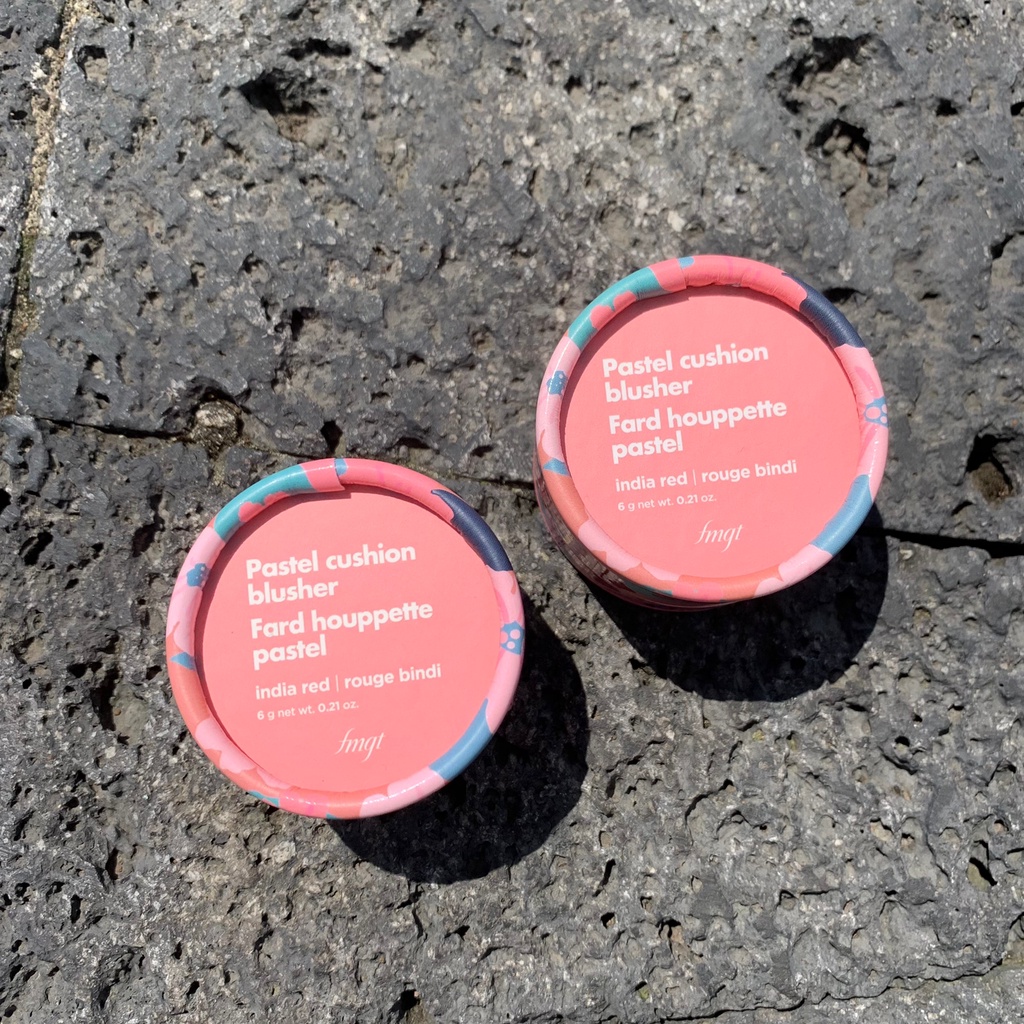 Pastel cushion
blusher
Fard houppette
pastel
india red | rouge bindi
6 g net wt. 0.21 oz.
fmgt
Pastel cushion
blusher
Fard houppette
pastel
india red | rouge bindi
6 g net wt. 0.21 oz.
fmgt